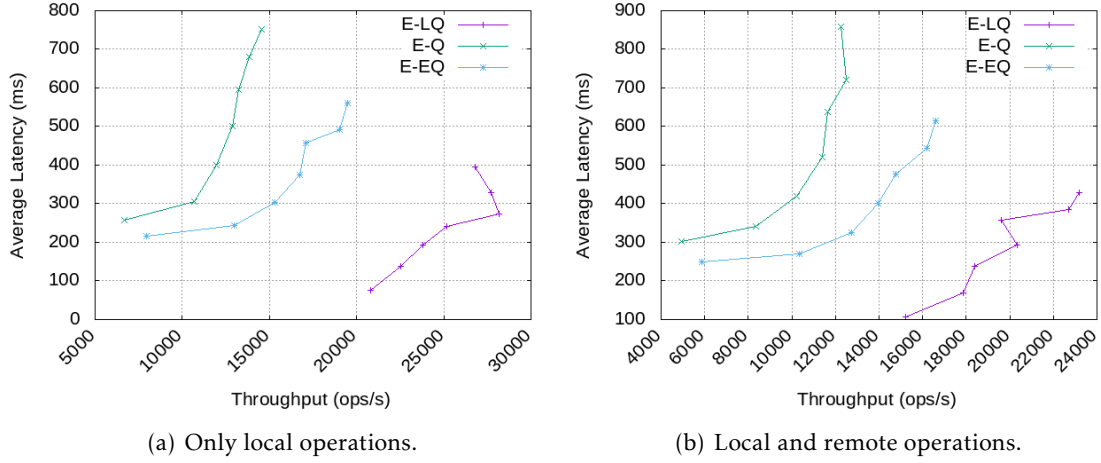 800
700
600
500
400
300
200
100
0
Average Latency (ms)
E-LQ
E-Q
E-EQ
5000
10000
15000
20000
25000
30000
Throughput (ops/s)
(a) Only local operations.
900
800
700
600
500
400
300
200
100
Average Latency (ms)
E-LQ
E-Q
E-EQ
4000
6000
8000
10000
12000
14000
16000
18000
20000
22000
24000
Throughput (ops/s)
(b) Local and remote operations.